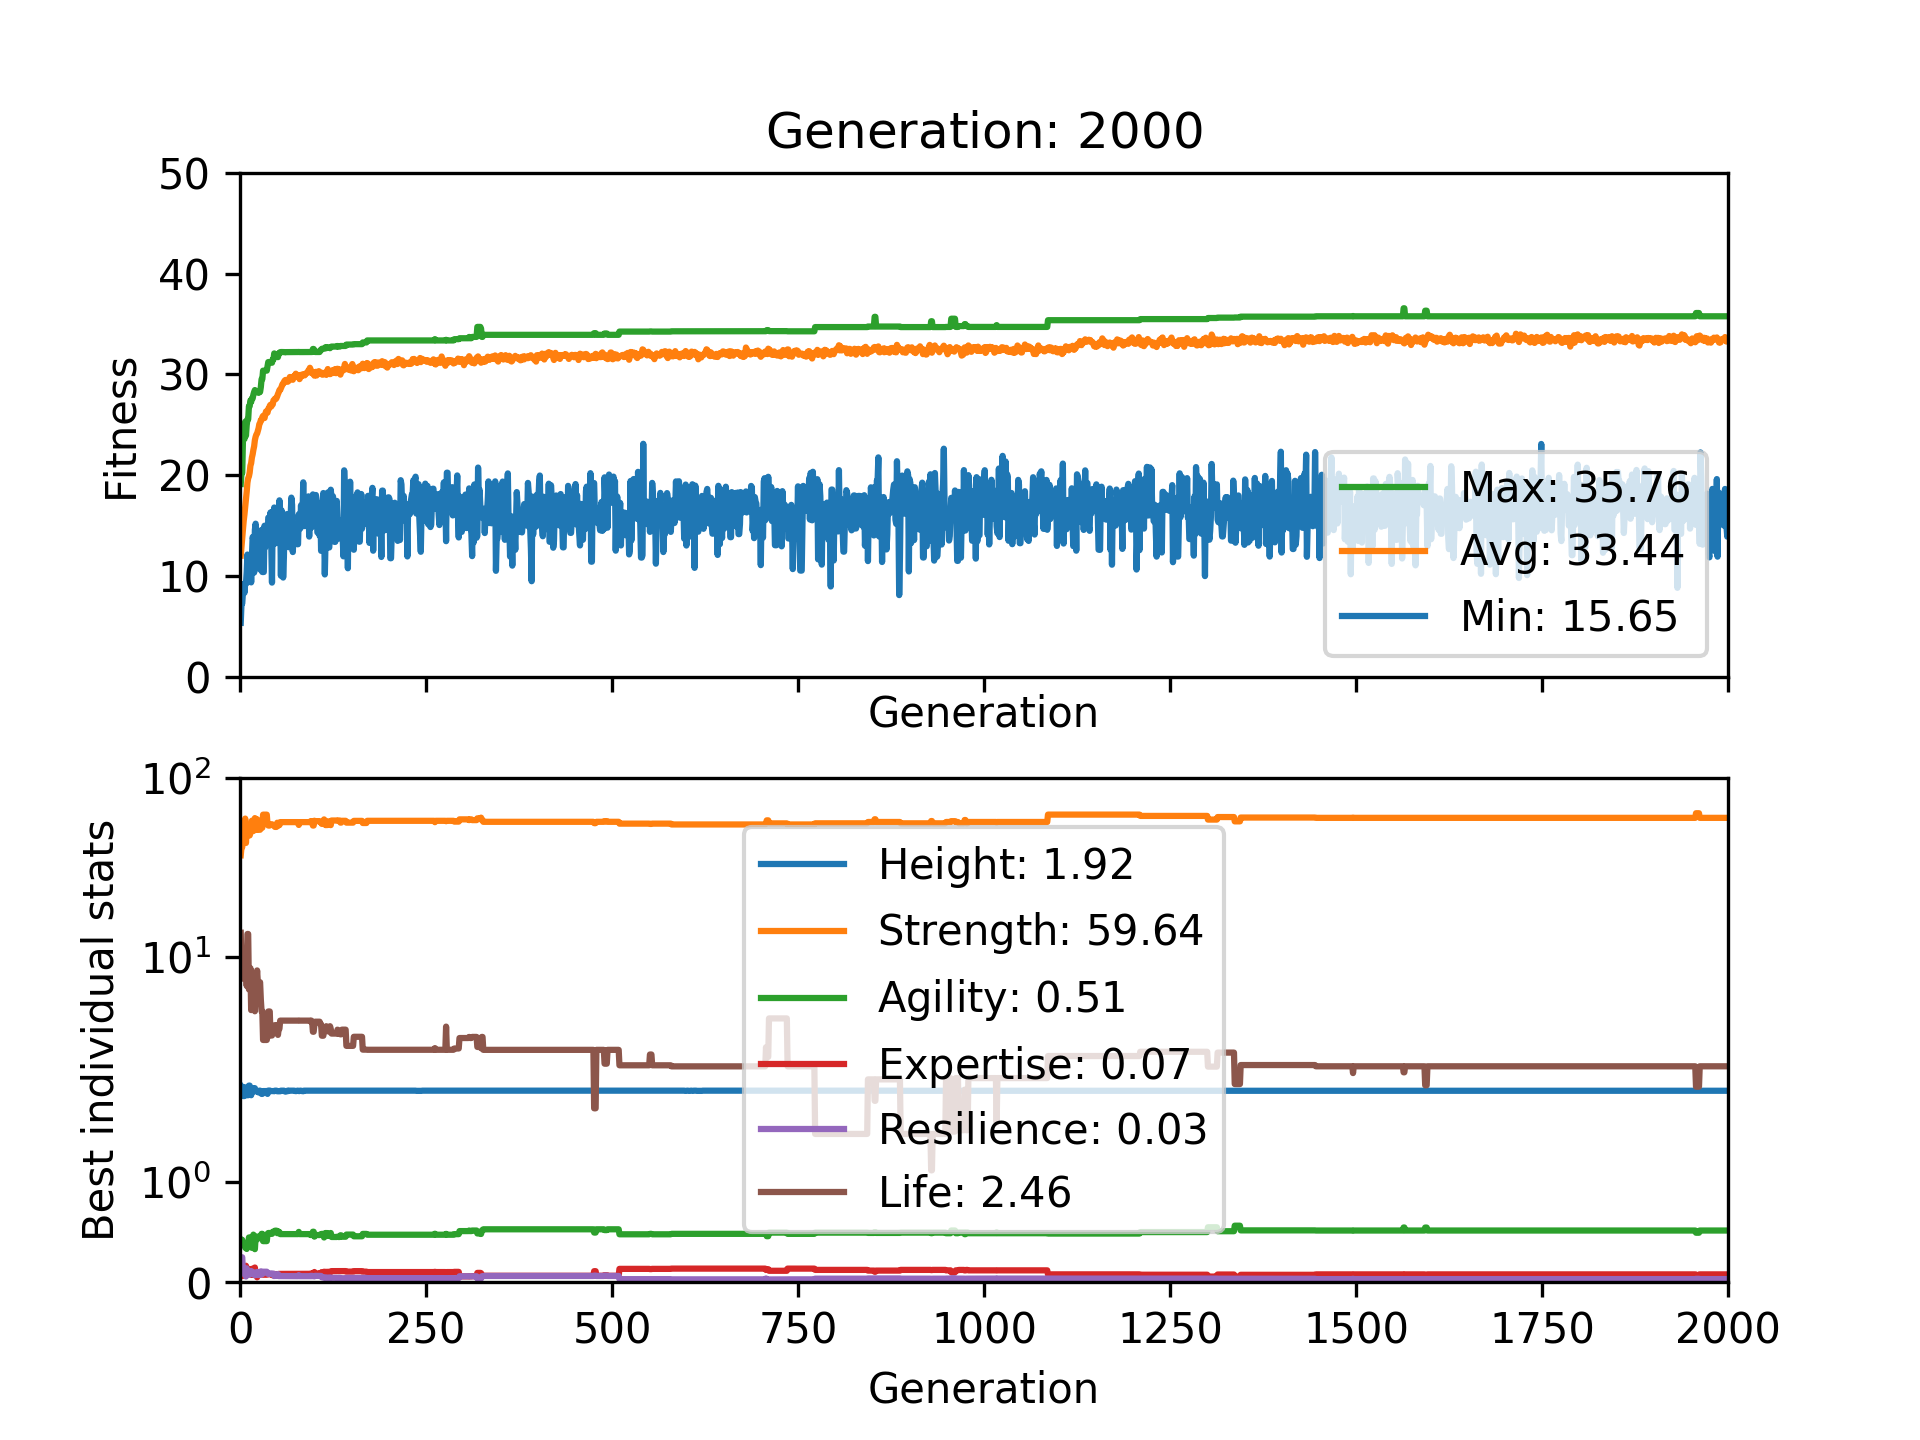 Generation: 2000
50
40
30
20
10
0
Fitness
Max: 35.76
Avg: 33.44
Min: 15.65
Generation
10²
10¹
10⁰
0
Best individual stats
Height: 1.92
Strength: 59.64
Agility: 0.51
Expertise: 0.07
Resilience: 0.03
Life: 2.46
0 250 500 750 1000 1250 1500 1750 2000
Generation